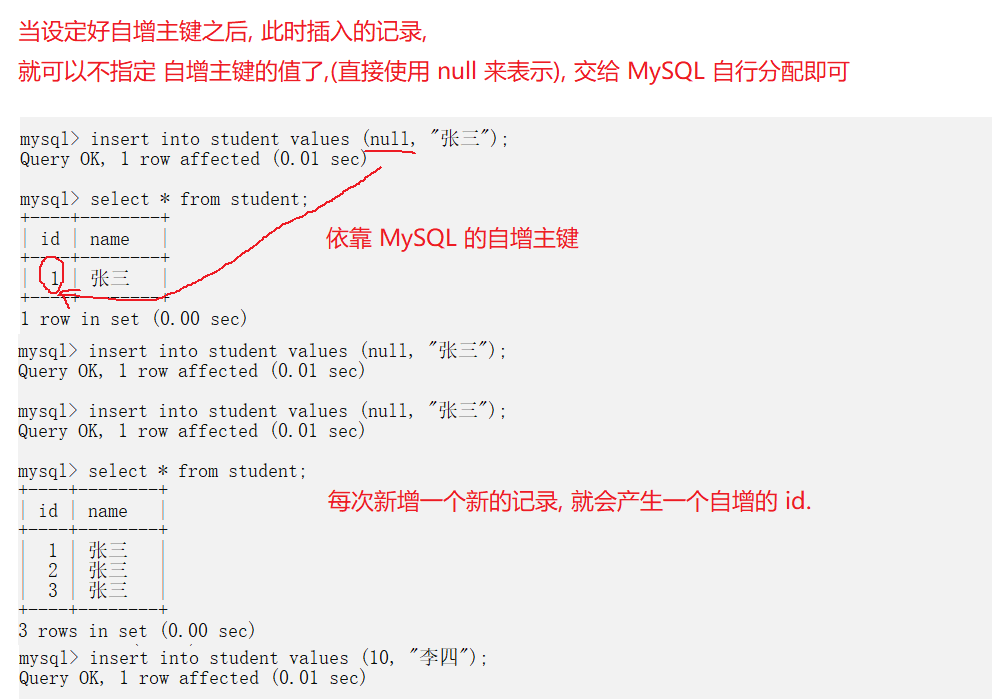 当设定好自增主键之后, 此时插入的记录,
就可以不指定 自增主键的值了,(直接使用 null 来表示), 交给 MySQL 自行分配即可
mysql> insert into student values (null, "张三");
Query OK, 1 row affected (0.01 sec)
mysql> select * from student;
+----+--------+
| id | name   |
+----+--------+
|  1 | 张三   |
+----+--------+
依靠 MySQL 的自增主键
1 row in set (0.00 sec)
mysql> insert into student values (null, "张三");
Query OK, 1 row affected (0.01 sec)
mysql> insert into student values (null, "张三");
Query OK, 1 row affected (0.01 sec)
mysql> select * from student;
+----+--------+
| id | name   |
+----+--------+
|  1 | 张三   |
|  2 | 张三   |
|  3 | 张三   |
+----+--------+
每次新增一个新的记录, 就会产生一个自增的 id.
3 rows in set (0.00 sec)
mysql> insert into student values (10, "李四");
Query OK, 1 row affected (0.01 sec)